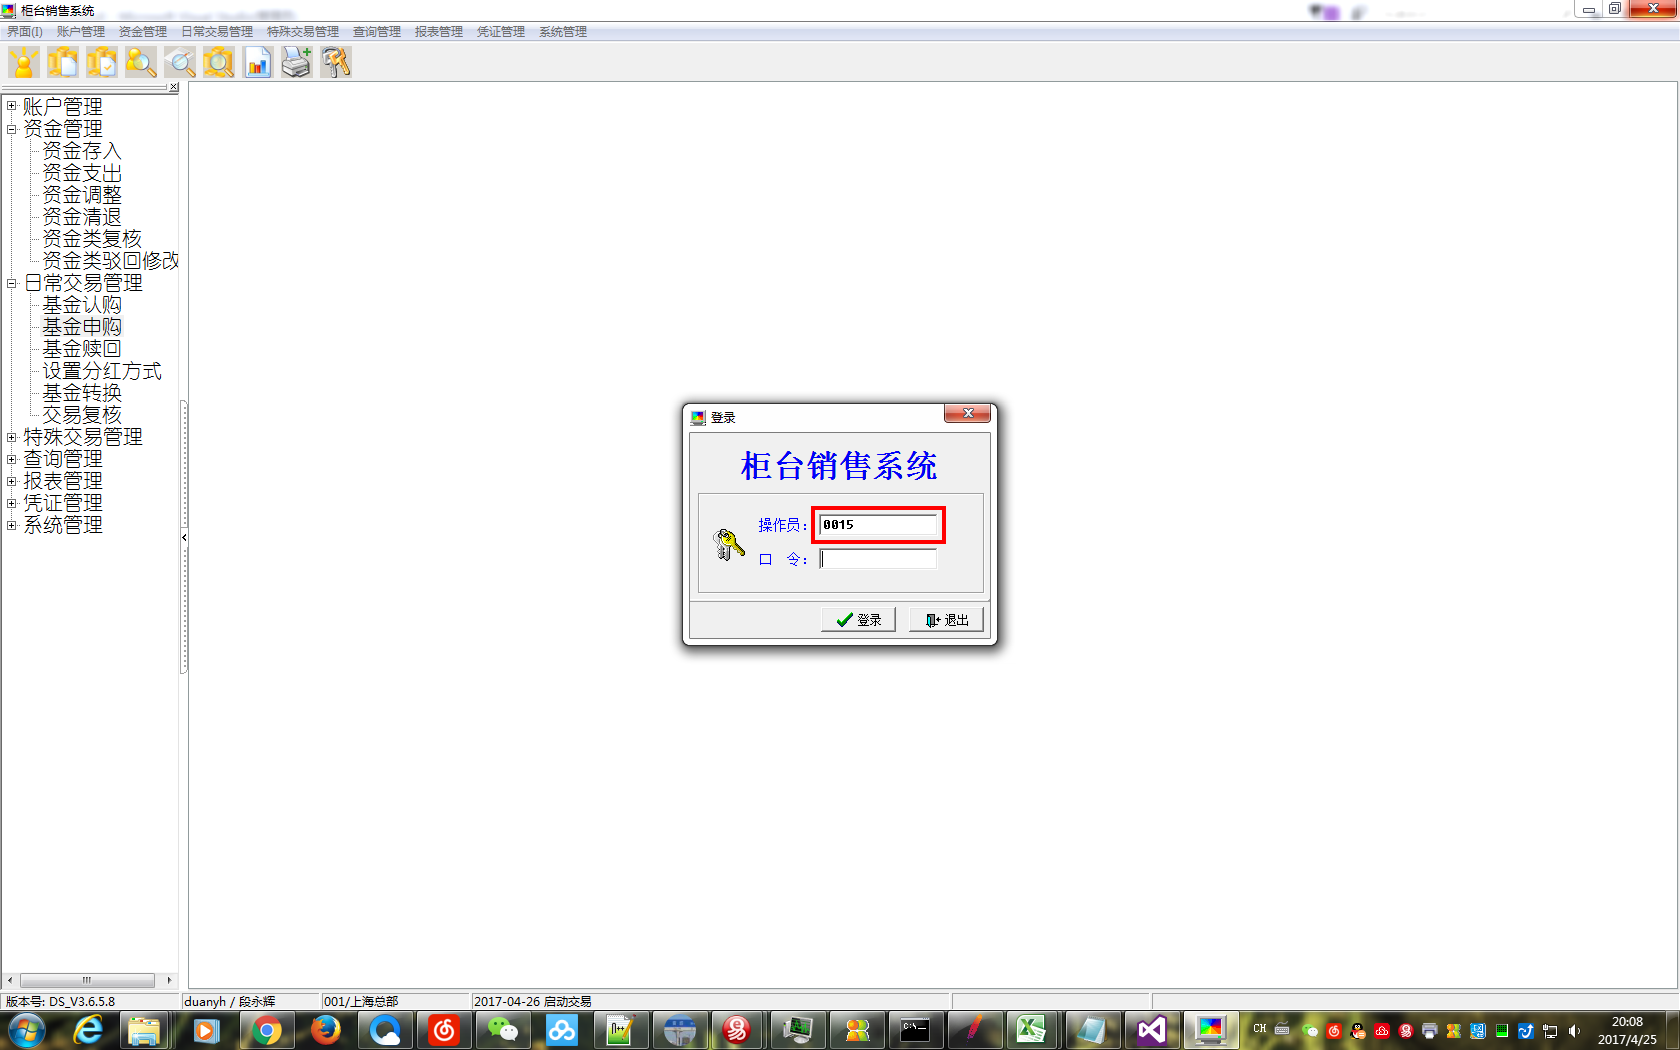 柜台销售系统
界面(I) 账户管理 资金管理 日常交易管理 特殊交易管理 查询管理 报表管理 凭证管理 系统管理
账户管理
资金管理
资金存入
资金支出
资金调整
资金清退
资金类复核
资金类驳回修改
日常交易管理
基金认购
基金申购
基金赎回
设置分红方式
基金转换
交易复核
特殊交易管理
查询管理
报表管理
凭证管理
系统管理
登录
柜台销售系统
操作员：0015
口 令：
登录 退出
版本号: DS_V3.6.5.8 duanyh / 段永辉 001/上海总部 2017-04-26 启动交易
CH 20:08
2017/4/25